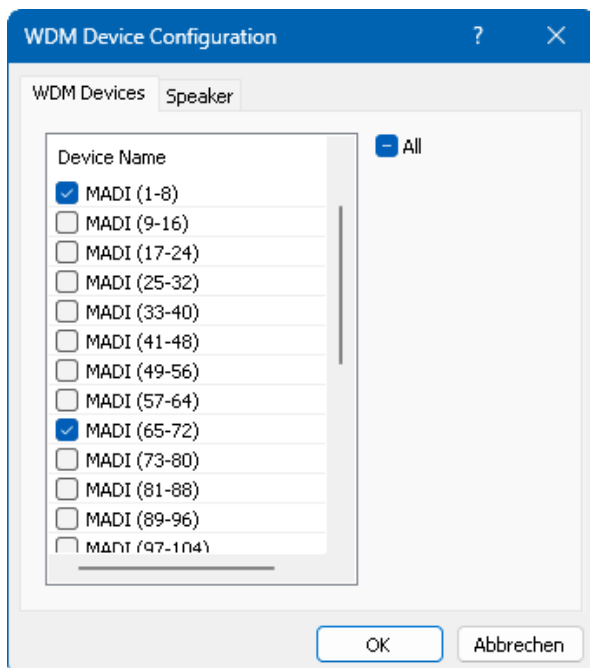 WDM Device Configuration ?
WDM Devices Speaker
Device Name
All
MADI (1-8)
MADI (9-16)
MADI (17-24)
MADI (25-32)
MADI (33-40)
MADI (41-48)
MADI (49-56)
MADI (57-64)
MADI (65-72)
MADI (73-80)
MADI (81-88)
MADI (89-96)
MADI (97-104)
OK Abbrechen